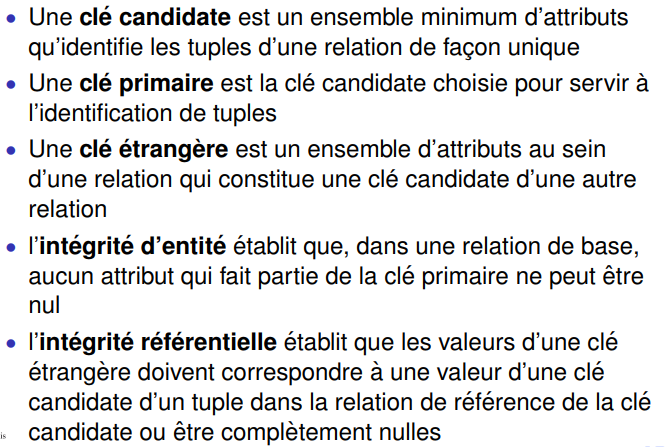 • Une clé candidate est un ensemble minimum d'attributs
qu'identifie les tuples d'une relation de façon unique
• Une clé primaire est la clé candidate choisie pour servir à
l'identification de tuples
• Une clé étrangère est un ensemble d'attributs au sein
d'une relation qui constitue une clé candidate d'une autre
relation
• l'intégrité d'entité établit que, dans une relation de base,
aucun attribut qui fait partie de la clé primaire ne peut être
nul
• l'intégrité référentielle établit que les valeurs d'une clé
étrangère doivent correspondre à une valeur d'une clé
candidate d'un tuple dans la relation de référence de la clé
is candidate ou être complètement nulles